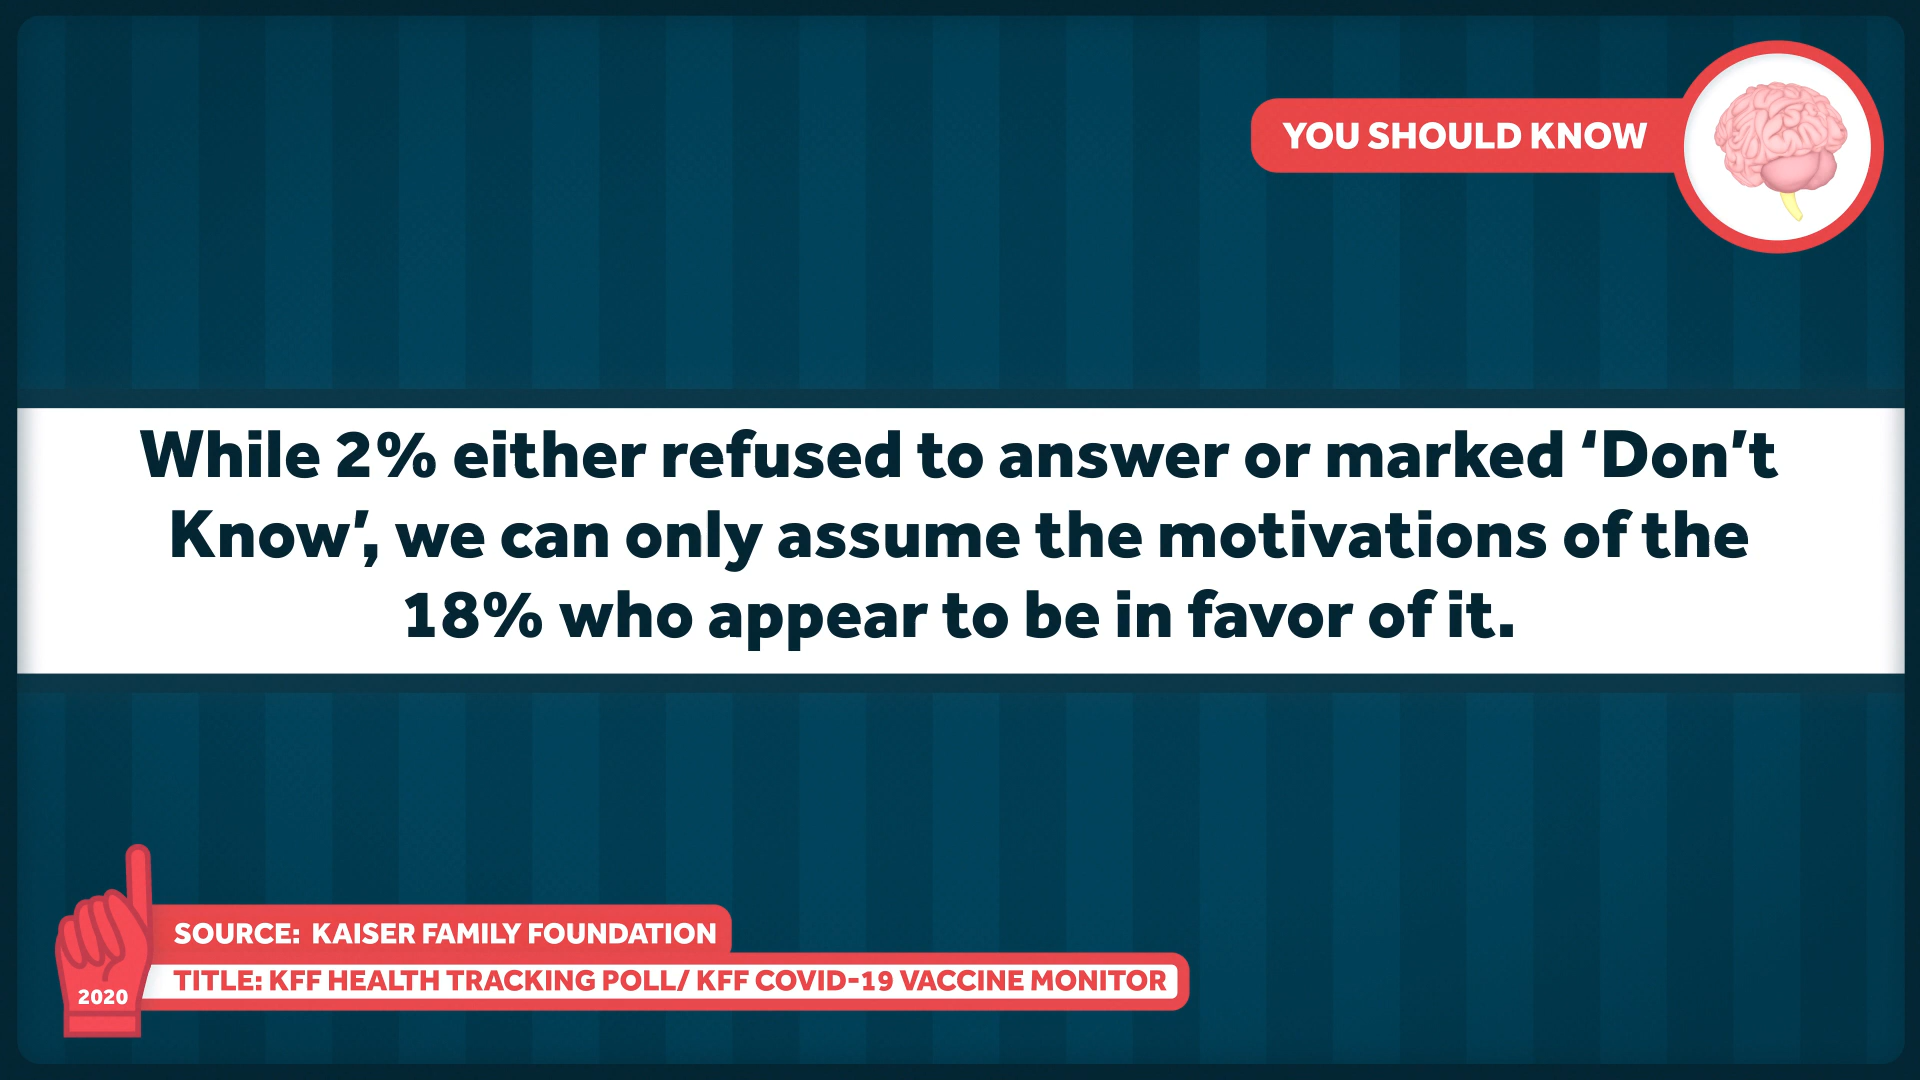 YOU SHOULD KNOW
While 2% either refused to answer or marked ‘Don’t
Know’, we can only assume the motivations of the
18% who appear to be in favor of it.
SOURCE: KAISER FAMILY FOUNDATION
TITLE: KFF HEALTH TRACKING POLL/ KFF COVID-19 VACCINE MONITOR
2020